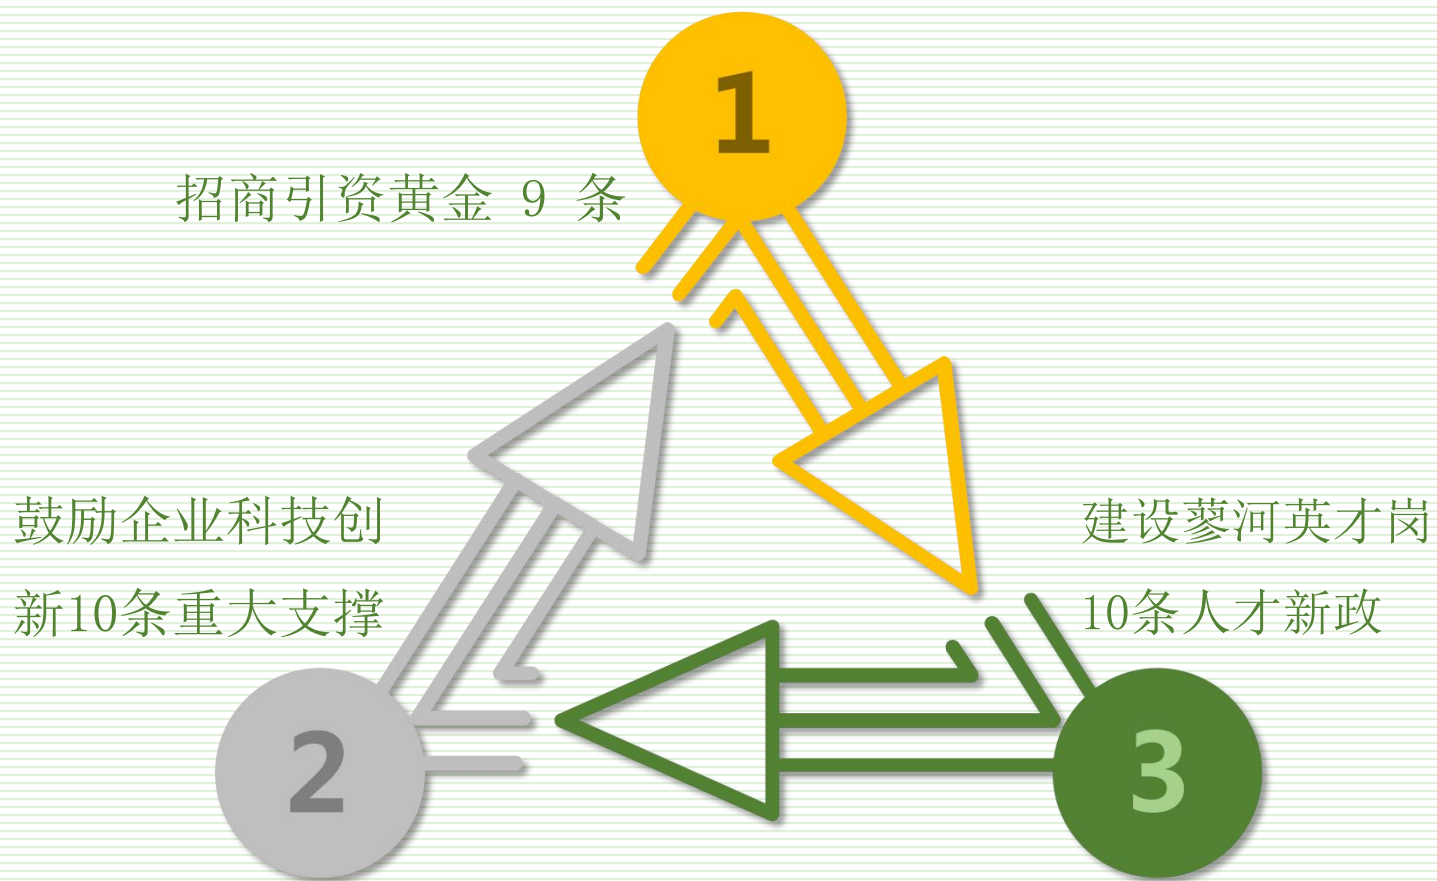 1
招商引资黄金 9 条
鼓励企业科技创
新10条重大支撑
建设蓼河英才岗
10条人才新政
2
3